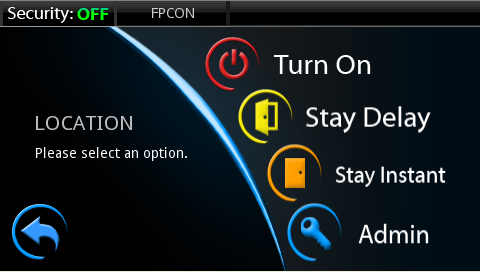 Security: OFF
FPCON
Turn On
Stay Delay
LOCATION
Please select an option.
Stay Instant
Admin